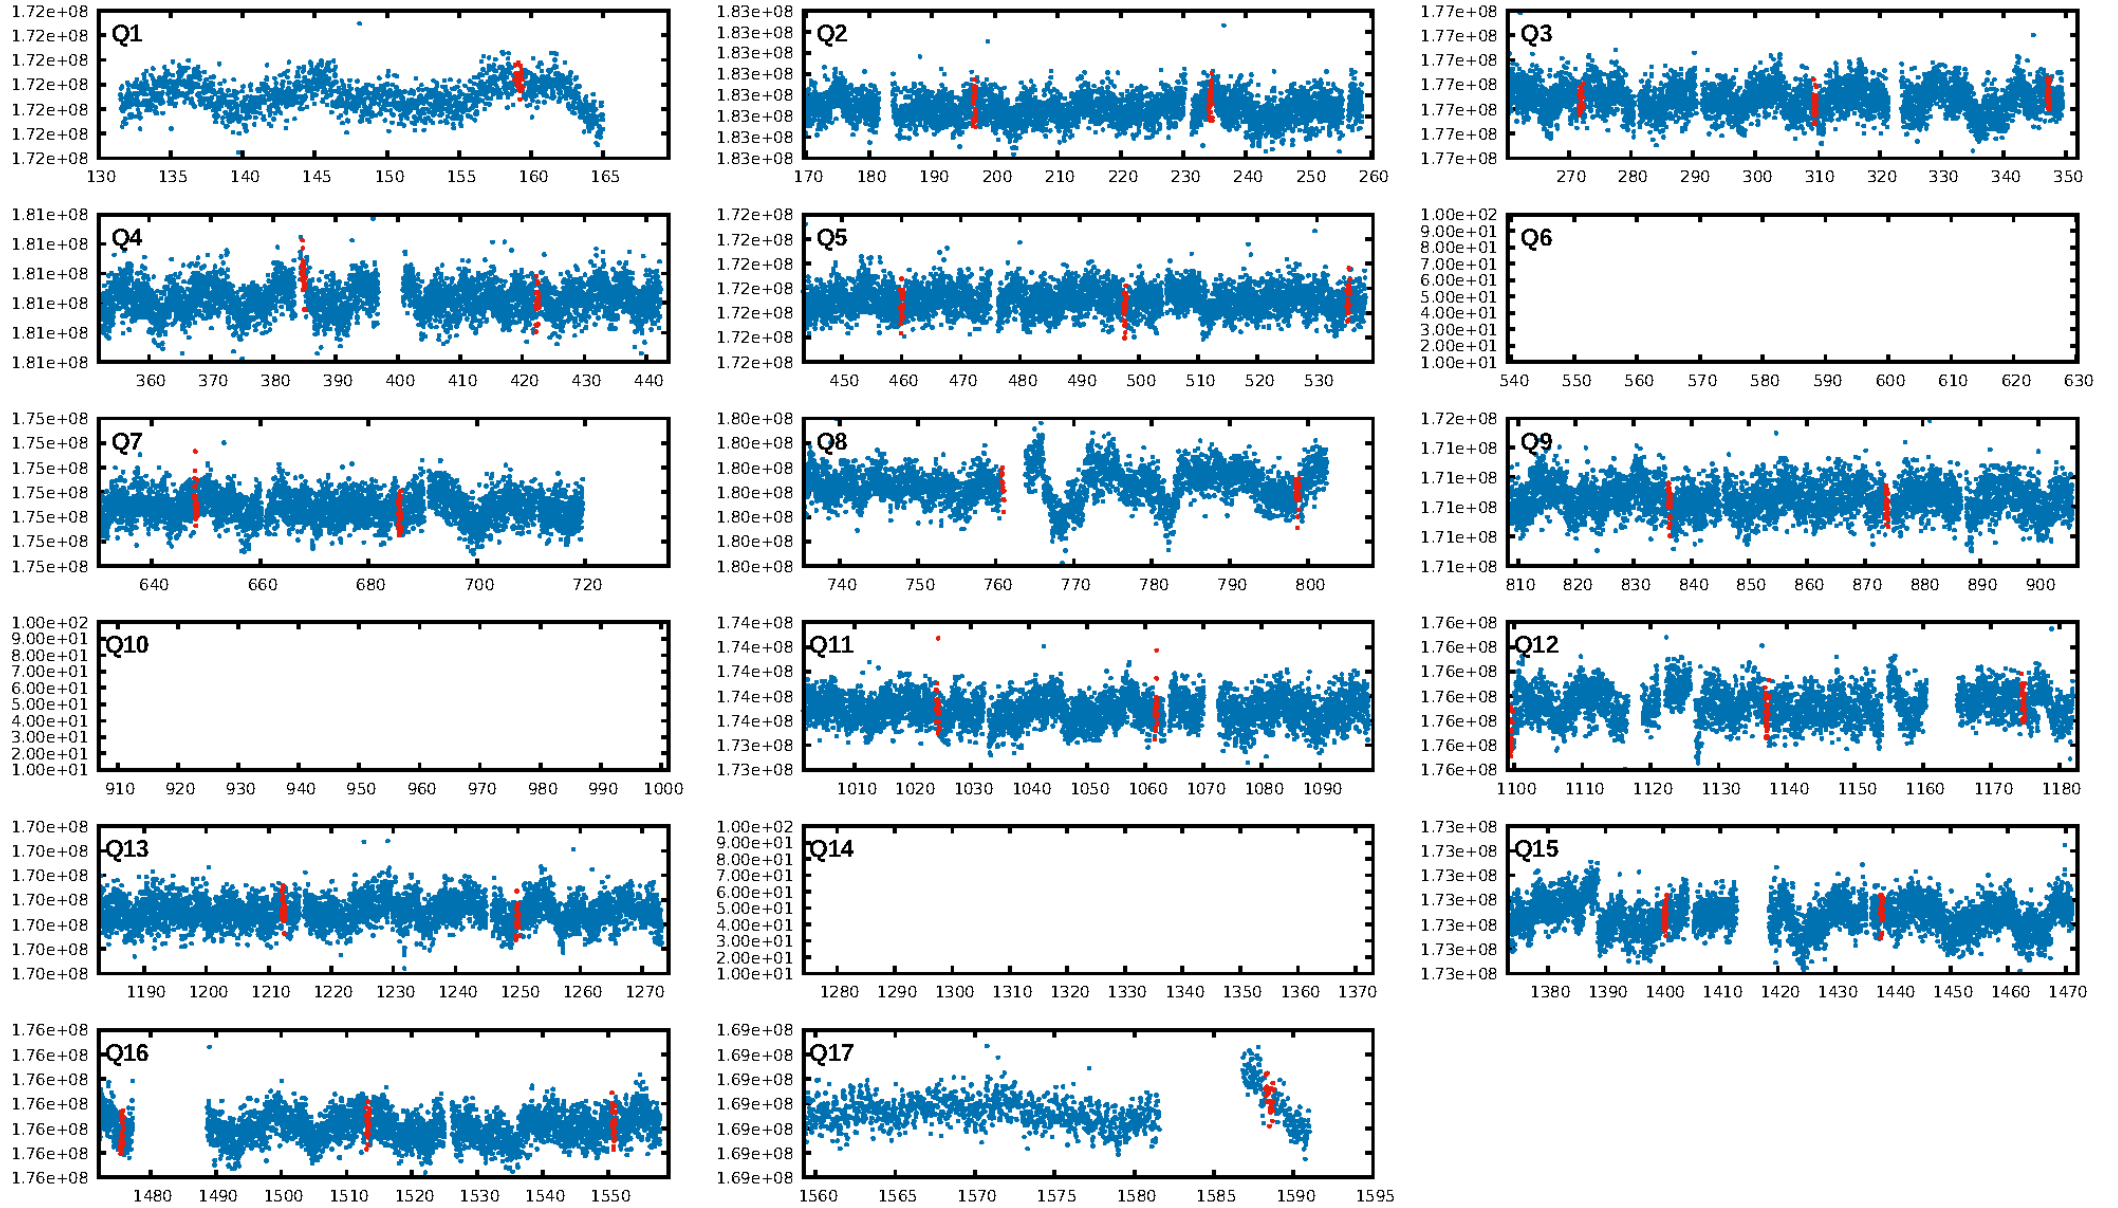 1.72e+08 1.72e+08 1.72e+08 1.72e+08 1.72e+08 1.72e+08 1.72e+08
Q1
130 135 140 145 150 155 160 165
1.83e+08 1.83e+08 1.83e+08 1.83e+08 1.83e+08 1.83e+08 1.83e+08 1.83e+08
Q2
170 180 190 200 210 220 230 240 250 260
1.77e+08 1.77e+08 1.77e+08 1.77e+08 1.77e+08 1.77e+08 1.77e+08
Q3
270 280 290 300 310 320 330 340 350
1.81e+08 1.81e+08 1.81e+08 1.81e+08 1.81e+08 1.81e+08
Q4
360 370 380 390 400 410 420 430 440
1.72e+08 1.72e+08 1.72e+08 1.72e+08 1.72e+08 1.72e+08 1.72e+08
Q5
450 460 470 480 490 500 510 520 530
1.00e+02 9.00e+01 8.00e+01 7.00e+01 6.00e+01 5.00e+01 4.00e+01 3.00e+01 2.00e+01 1.00e+01
Q6
540 550 560 570 580 590 600 610 620 630
1.75e+08 1.75e+08 1.75e+08 1.75e+08 1.75e+08 1.75e+08 1.75e+08
Q7
640 660 680 700 720
1.80e+08 1.80e+08 1.80e+08 1.80e+08 1.80e+08 1.80e+08 1.80e+08
Q8
740 750 760 770 780 790 800
1.72e+08 1.71e+08 1.71e+08 1.71e+08 1.71e+08 1.71e+08
Q9
810 820 830 840 850 860 870 880 890 900
1.00e+02 9.00e+01 8.00e+01 7.00e+01 6.00e+01 5.00e+01 4.00e+01 3.00e+01 2.00e+01 1.00e+01
Q10
910 920 930 940 950 960 970 980 990 1000
1.74e+08 1.74e+08 1.74e+08 1.74e+08 1.74e+08 1.73e+08 1.73e+08
Q11
1010 1020 1030 1040 1050 1060 1070 1080 1090
1.76e+08 1.76e+08 1.76e+08 1.76e+08 1.76e+08 1.76e+08 1.76e+08
Q12
1100 1110 1120 1130 1140 1150 1160 1170 1180
1.70e+08 1.70e+08 1.70e+08 1.70e+08 1.70e+08 1.70e+08 1.70e+08
Q13
1190 1200 1210 1220 1230 1240 1250 1260 1270
1.00e+02 9.00e+01 8.00e+01 7.00e+01 6.00e+01 5.00e+01 4.00e+01 3.00e+01 2.00e+01 1.00e+01
Q14
1280 1290 1300 1310 1320 1330 1340 1350 1360 1370
1.73e+08 1.73e+08 1.73e+08 1.73e+08 1.73e+08 1.73e+08 1.73e+08
Q15
1380 1390 1400 1410 1420 1430 1440 1450 1460 1470
1.76e+08 1.76e+08 1.76e+08 1.76e+08 1.76e+08 1.76e+08 1.76e+08
Q16
1480 1490 1500 1510 1520 1530 1540 1550
1.69e+08 1.69e+08 1.69e+08 1.69e+08 1.69e+08 1.69e+08 1.69e+08
Q17
1560 1565 1570 1575 1580 1585 1590 1595